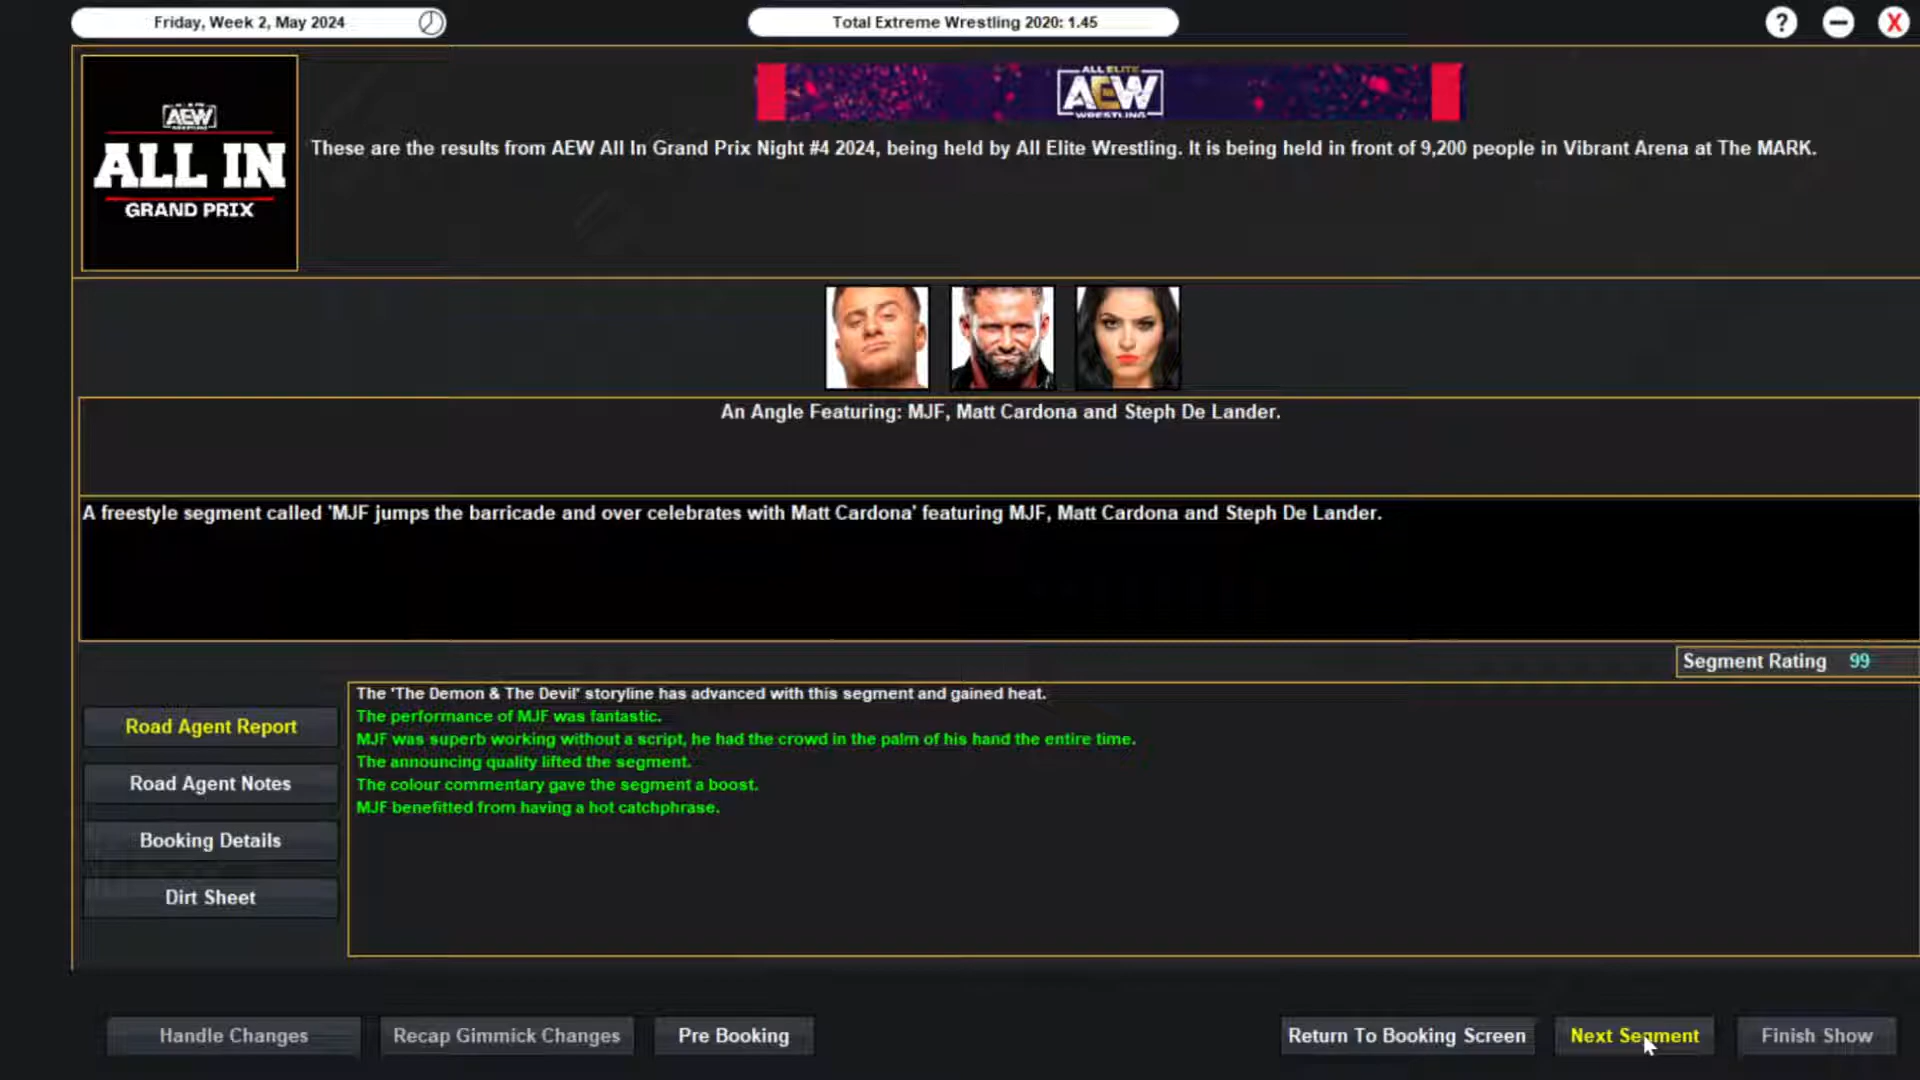 Friday, Week 2, May 2024
Total Extreme Wrestling 2020: 1.45
?
X
AEW
WRESTLING
ALL IN
GRAND PRIX
ALL ELITE
AEW
WRESTLING
These are the results from AEW All In Grand Prix Night #4 2024, being held by All Elite Wrestling. It is being held in front of 9,200 people in Vibrant Arena at The MARK.
An Angle Featuring: MJF, Matt Cardona and Steph De Lander.
A freestyle segment called 'MJF jumps the barricade and over celebrates with Matt Cardona' featuring MJF, Matt Cardona and Steph De Lander.
Segment Rating 99
Road Agent Report
Road Agent Notes
Booking Details
Dirt Sheet
The 'The Demon & The Devil' storyline has advanced with this segment and gained heat.
The performance of MJF was fantastic.
MJF was superb working without a script, he had the crowd in the palm of his hand the entire time.
The announcing quality lifted the segment.
The colour commentary gave the segment a boost.
MJF benefitted from having a hot catchphrase.
Handle Changes
Recap Gimmick Changes
Pre Booking
Return To Booking Screen
Next Segment
Finish Show